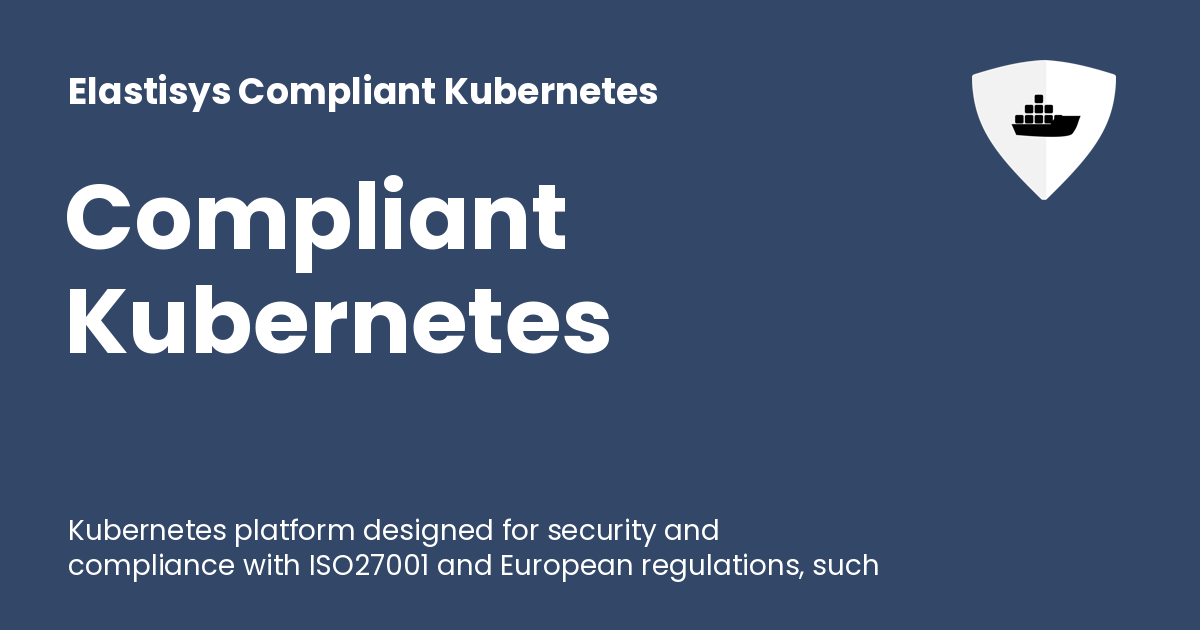 Elastisys Compliant Kubernetes
Compliant
Kubernetes
Kubernetes platform designed for security and
compliance with ISO27001 and European regulations, such